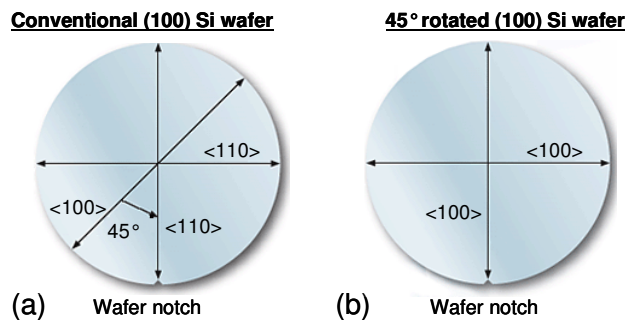 Conventional (100) Si wafer
45° rotated (100) Si wafer
<110>
<100>
<100>
<100>
45°
<110>
(a)
Wafer notch
(b)
Wafer notch